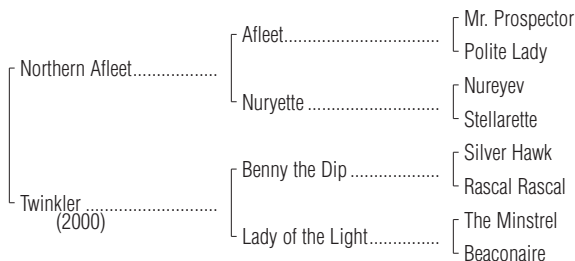 Mr. Prospector
Afleet
Polite Lady
Northern Afleet
Nureyev
Nuryette
Stellarette
Silver Hawk
Benny the Dip
Rascal Rascal
Twinkler
(2000)
The Minstrel
Lady of the Light
Beaconaire